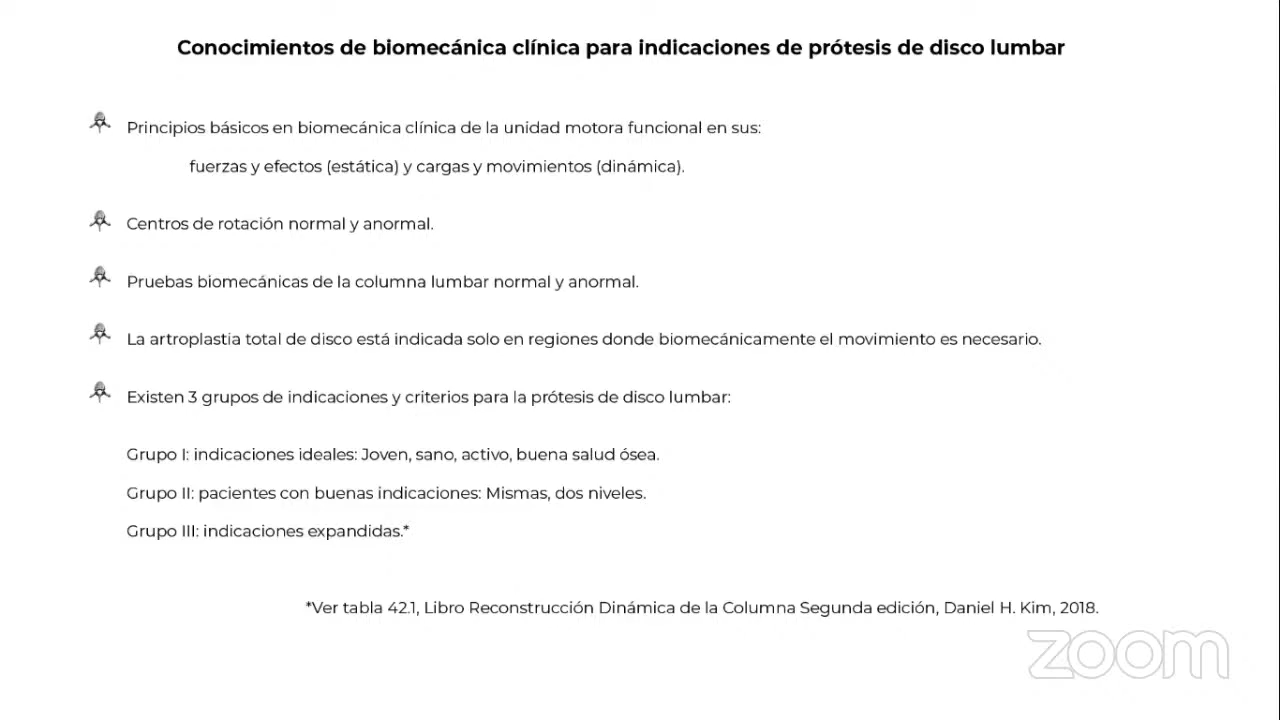 Conocimientos de biomecánica clínica para indicaciones de prótesis de disco lumbar
Principios básicos en biomecánica clínica de la unidad motora funcional en sus:
fuerzas y efectos (estática) y cargas y movimientos (dinámica).
Centros de rotación normal y anormal.
Pruebas biomecánicas de la columna lumbar normal y anormal.
La artroplastia total de disco está indicada solo en regiones donde biomecánicamente el movimiento es necesario.
Existen 3 grupos de indicaciones y criterios para la prótesis de disco lumbar:
Grupo I: indicaciones ideales: Joven, sano, activo, buena salud ósea.
Grupo II: pacientes con buenas indicaciones: Mismas, dos niveles.
Grupo III: indicaciones expandidas.*
*Ver tabla 42.1, Libro Reconstrucción Dinámica de la Columna Segunda edición, Daniel H. Kim, 2018.
zoom